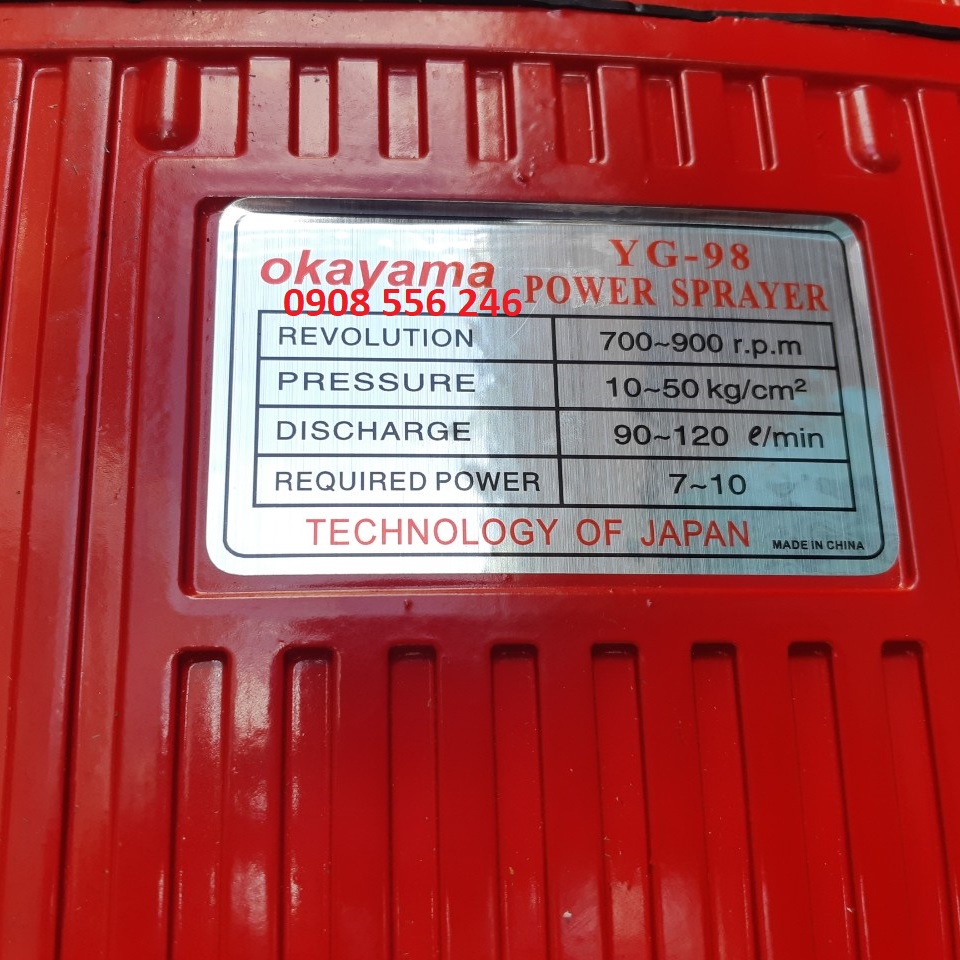 okayama
YG-98
POWER SPRAYER
0908 556 246
REVOLUTION 700~900 r.p.m
PRESSURE 10~50 kg/cm²
DISCHARGE 90~120 ℓ/min
REQUIRED POWER 7~10
TECHNOLOGY OF JAPAN MADE IN CHINA